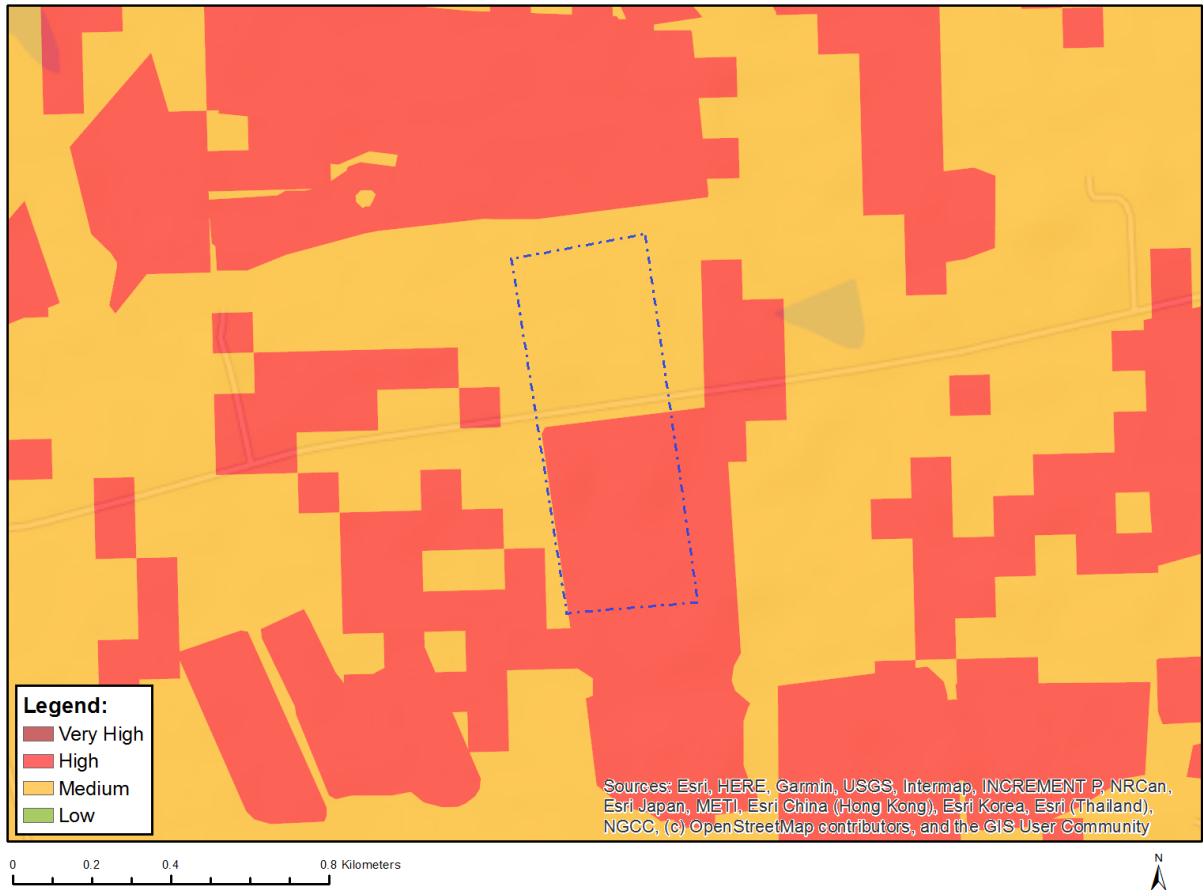 Legend:
Very High
High
Medium
Low
Sources: Esri, HERE, Garmin, USGS, Intermap, INCREMENT P, NRCan,
Esri Japan, METI, Esri China (Hong Kong), Esri Korea, Esri (Thailand),
NGCC, (c) OpenStreetMap contributors, and the GIS User Community
0 0.2 0.4 0.8 Kilometers
N